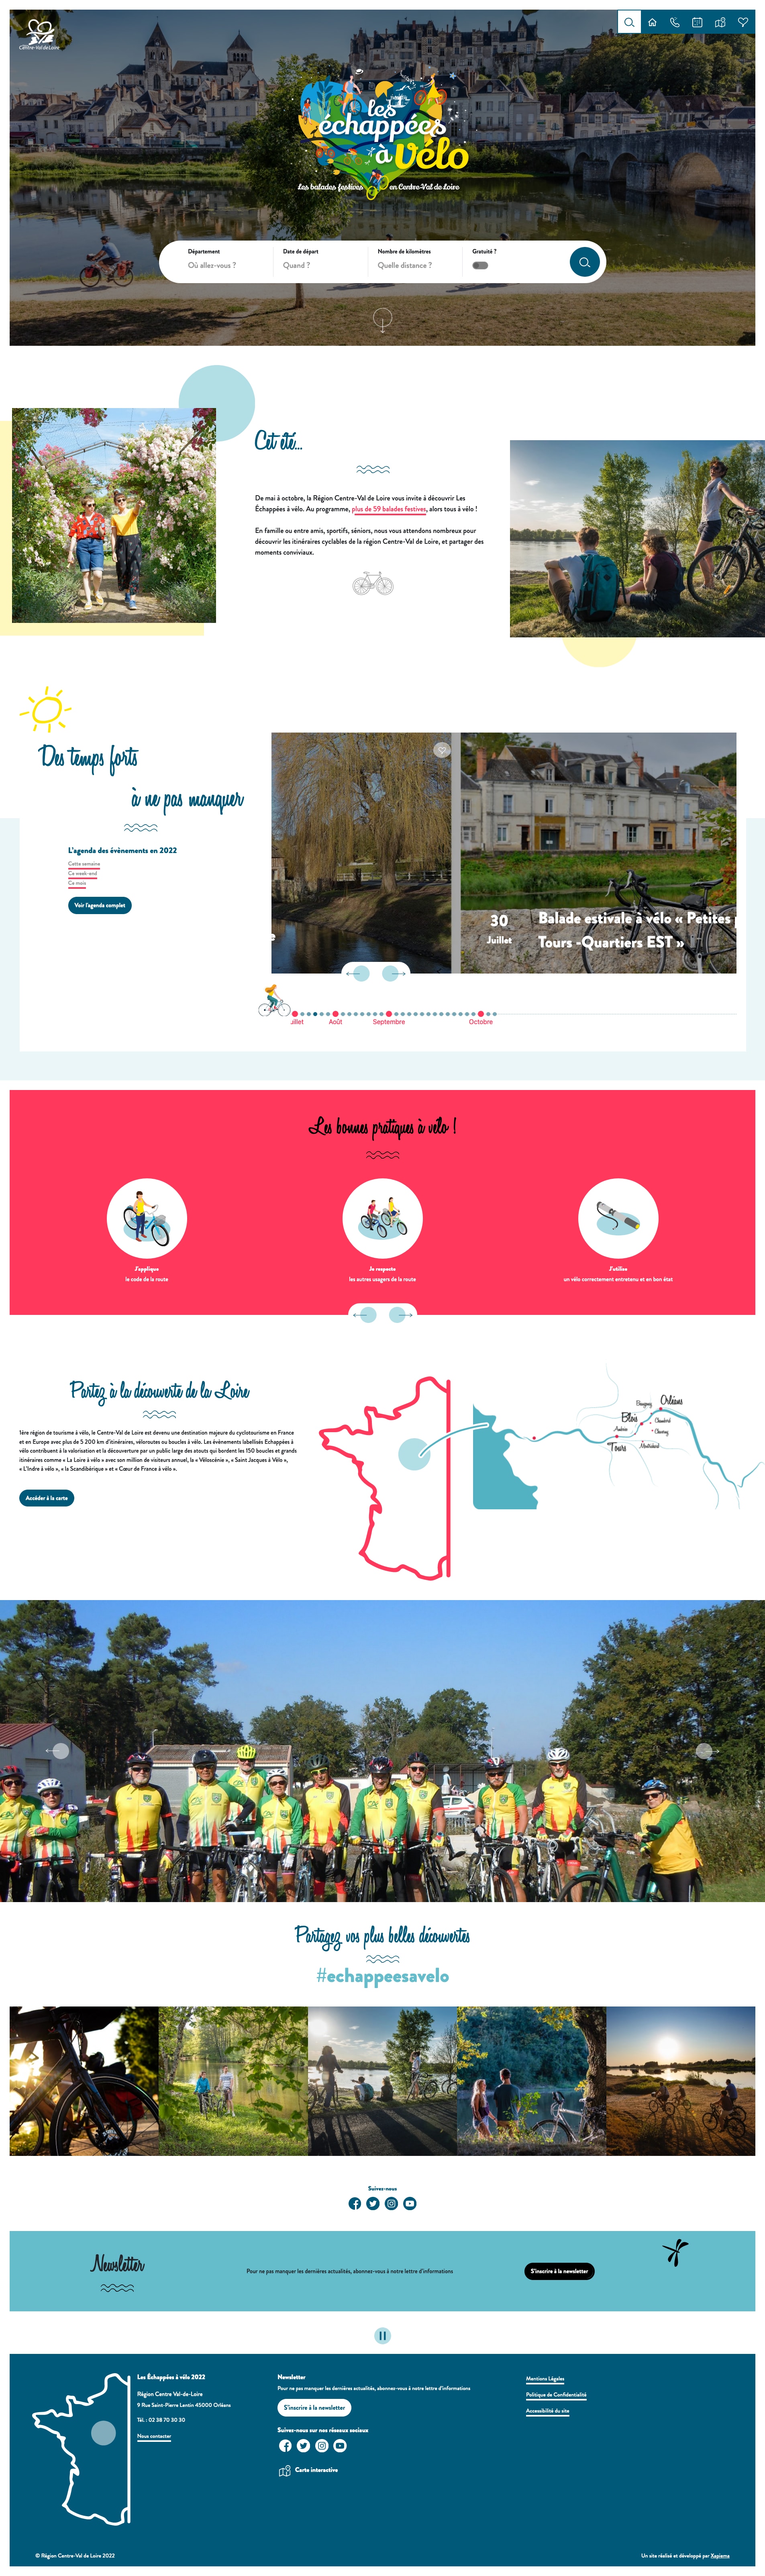 Centre-Val de Loire
les
échappées
à vélo
Les balades festives en Centre-Val de Loire
Département
Où allez-vous ?
Date de départ
Quand ?
Nombre de kilomètres
Quelle distance ?
Gratuité ?
Cet été...
De mai à octobre, la Région Centre-Val de Loire vous invite à découvrir Les
Échappées à vélo. Au programme, plus de 59 balades festives, alors tous à vélo !
En famille ou entre amis, sportifs, séniors, nous vous attendons nombreux pour
découvrir les itinéraires cyclables de la région Centre-Val de Loire, et partager des
moments conviviaux.
Des temps forts
à ne pas manquer
L'agenda des évènements en 2022
Cette semaine
Ce week-end
Ce mois
Voir l'agenda complet
e
30
Juillet
Balade estivale à vélo « Petites
Tours -Quartiers EST »
uillet
Août
Septembre
Octobre
Les bonnes pratiques à vélo !
J'applique
le code de la route
Je respecte
les autres usagers de la route
J'utilise
un vélo correctement entretenu et en bon état
Partez à la découverte de la Loire
1ère région de tourisme à vélo, le Centre-Val de Loire est devenu une destination majeure du cyclotourisme en France
et en Europe avec plus de 5 200 km d'itinéraires, véloroutes ou boucles à vélo. Les évènements labellisés Echappées à
vélo contribuent à la valorisation et la découverture par un public large des atouts qui bordent les 150 boucles et grands
itinéraires comme « La Loire à vélo » avec son million de visiteurs annuel, la « Véloscénie », « Saint Jacques à Vélo »,
« L'Indre à vélo », « la Scandibérique » et « Cœur de France à vélo ».
Accéder à la carte
Orléans
Beaugency
Blois
Chambord
Amboise
Cheverny
Tours
Montrichard
Partagez vos plus belles découvertes
#echappeesavelo
Suivez-nous
Newsletter
Pour ne pas manquer les dernières actualités, abonnez-vous à notre lettre d'informations
S'inscrire à la newsletter
Les Échappées à vélo 2022
Région Centre Val-de-Loire
9 Rue Saint-Pierre Lentin 45000 Orléans
Tél. : 02 38 70 30 30
Nous contacter
Newsletter
Pour ne pas manquer les dernières actualités, abonnez-vous à notre lettre d'informations
S'inscrire à la newsletter
Suivez-nous sur nos réseaux sociaux
Carte interactive
Mentions Légales
Politique de Confidentialité
Accessibilité du site
© Région Centre-Val de Loire 2022
Un site réalisé et développé par Xapiema